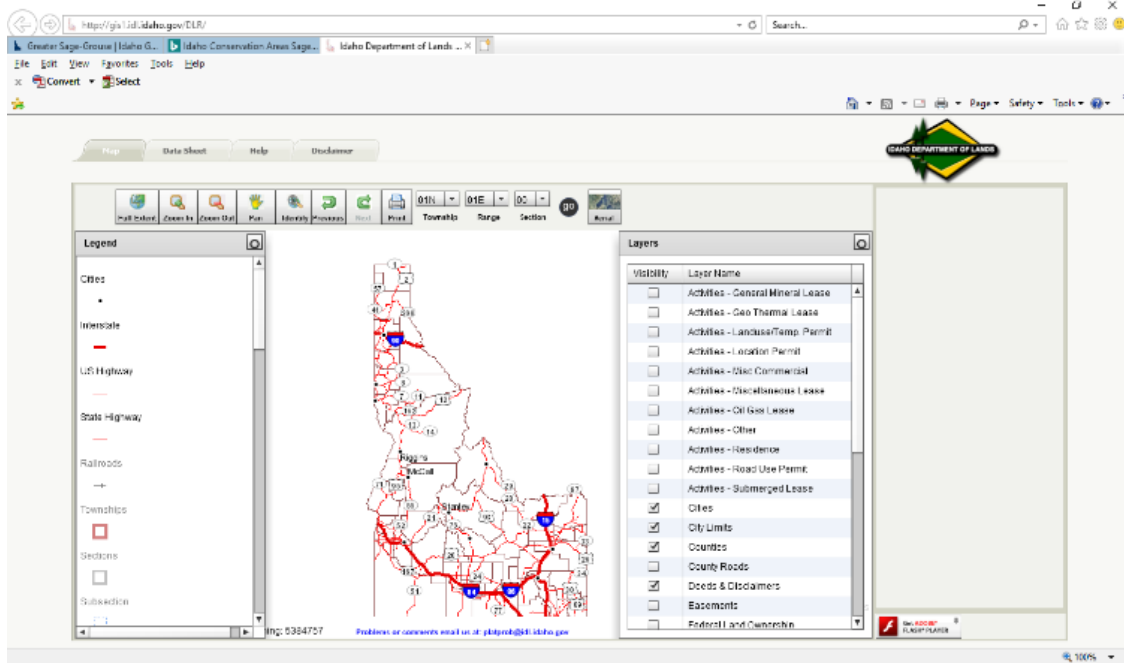 http://gis1.idl.idaho.gov/DLR/
Search...
Greater Sage-Grouse | Idaho G...
Idaho Conservation Areas Sage...
Idaho Department of Lands ...
File Edit View Favorites Tools Help
x Convert Select
Page Safety Tools
Map Data Sheet Help Disclaimer
IDAHO DEPARTMENT OF LANDS
01N 01E 00 go
Full Extent Zoom In Zoom Out Pan Identify Previous Next Print Township Range Section Aerial
Legend
Cities
Interstate
US Highway
State Highway
Railroads
Townships
Sections
Subsection
Riggins
McCall
Stanley
ing: 5384757
Problems or comments email us at: platprob@idl.idaho.gov
Layers
Visibility Layer Name
Activities - General Mineral Lease
Activities - Geo Thermal Lease
Activities - Landuse/Temp. Permit
Activities - Location Permit
Activities - Misc Commercial
Activities - Miscellaneous Lease
Activities - Oil Gas Lease
Activities - Other
Activities - Residence
Activities - Road Use Permit
Activities - Submerged Lease
Cities
City Limits
Counties
County Roads
Deeds & Disclaimers
Easements
Federal Land Ownership
Get ADOBE
FLASH PLAYER
100%